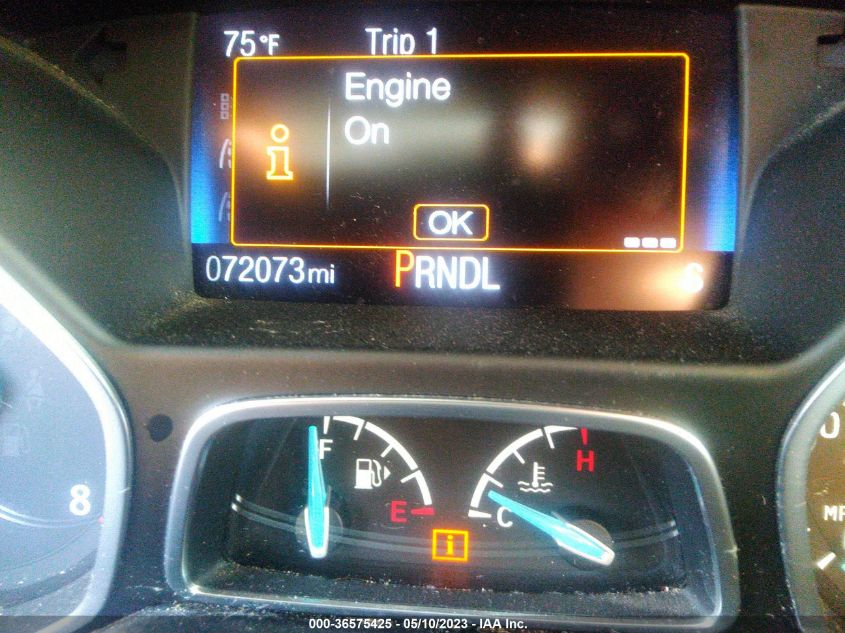 75°F Trip 1
Engine
On
OK
072073mi PRNDL S
F H
E C
8
000-36575425 - 05/10/2023 - IAA Inc.